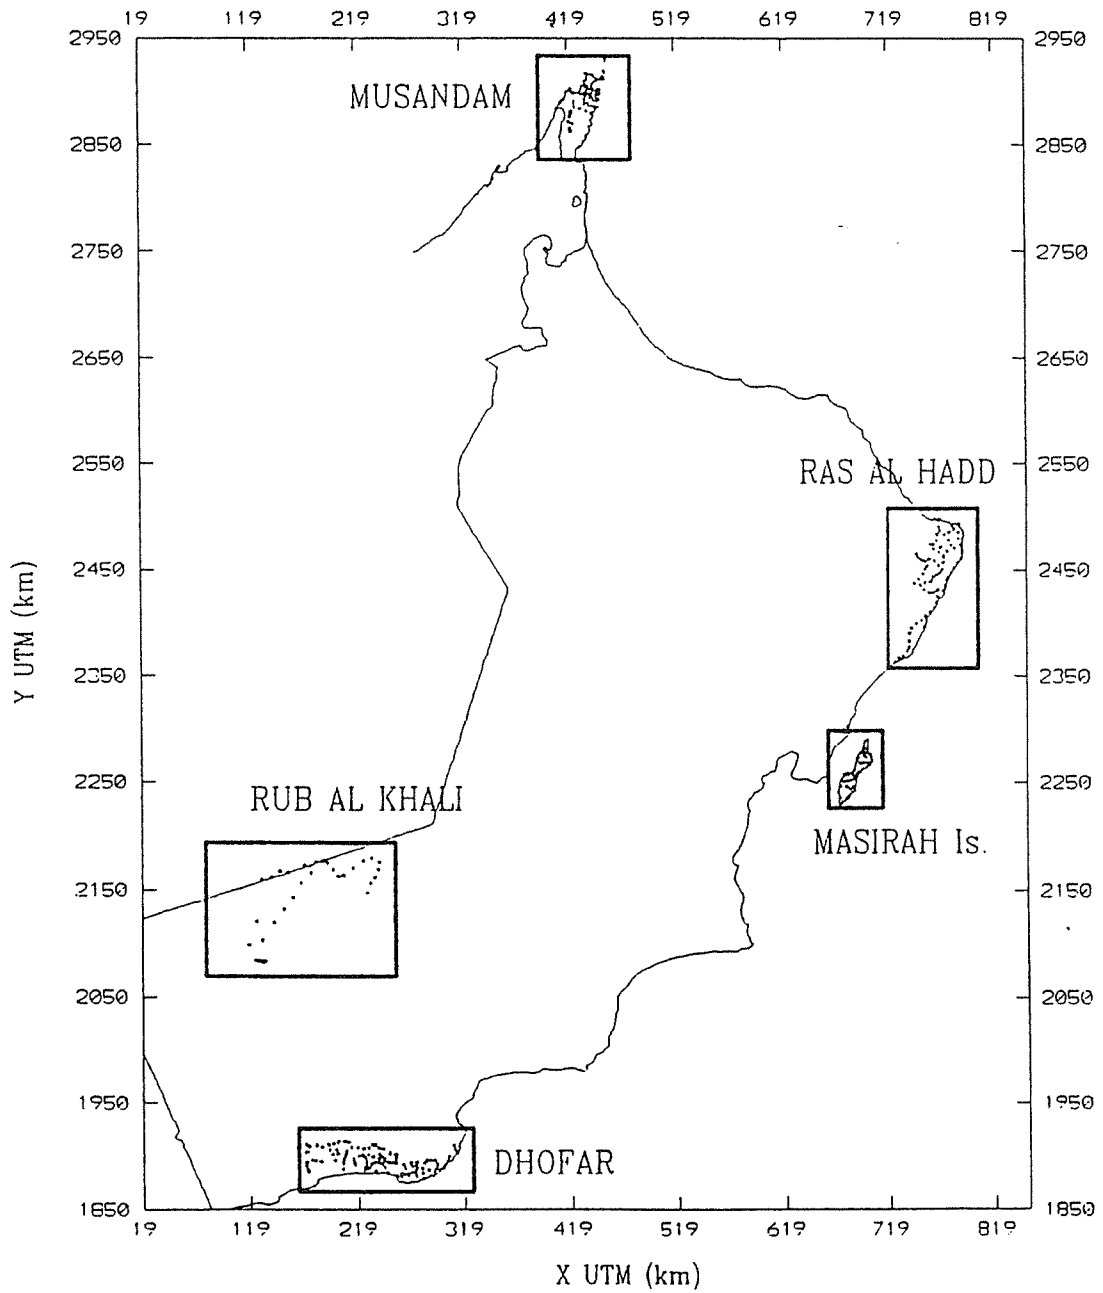 19 119 219 319 419 519 619 719 819
2950 2950
MUSANDAM
2850 2850
2750 2750
2650 2650
RAS AL HADD
2550 2550
2450 2450
Y UTM (km)
2350 2350
2250 2250
RUB AL KHALI
MASIRAH Is.
2150 2150
2050 2050
1950 1950
DHOFAR
1850 1850
19 119 219 319 419 519 619 719 819
X UTM (km)